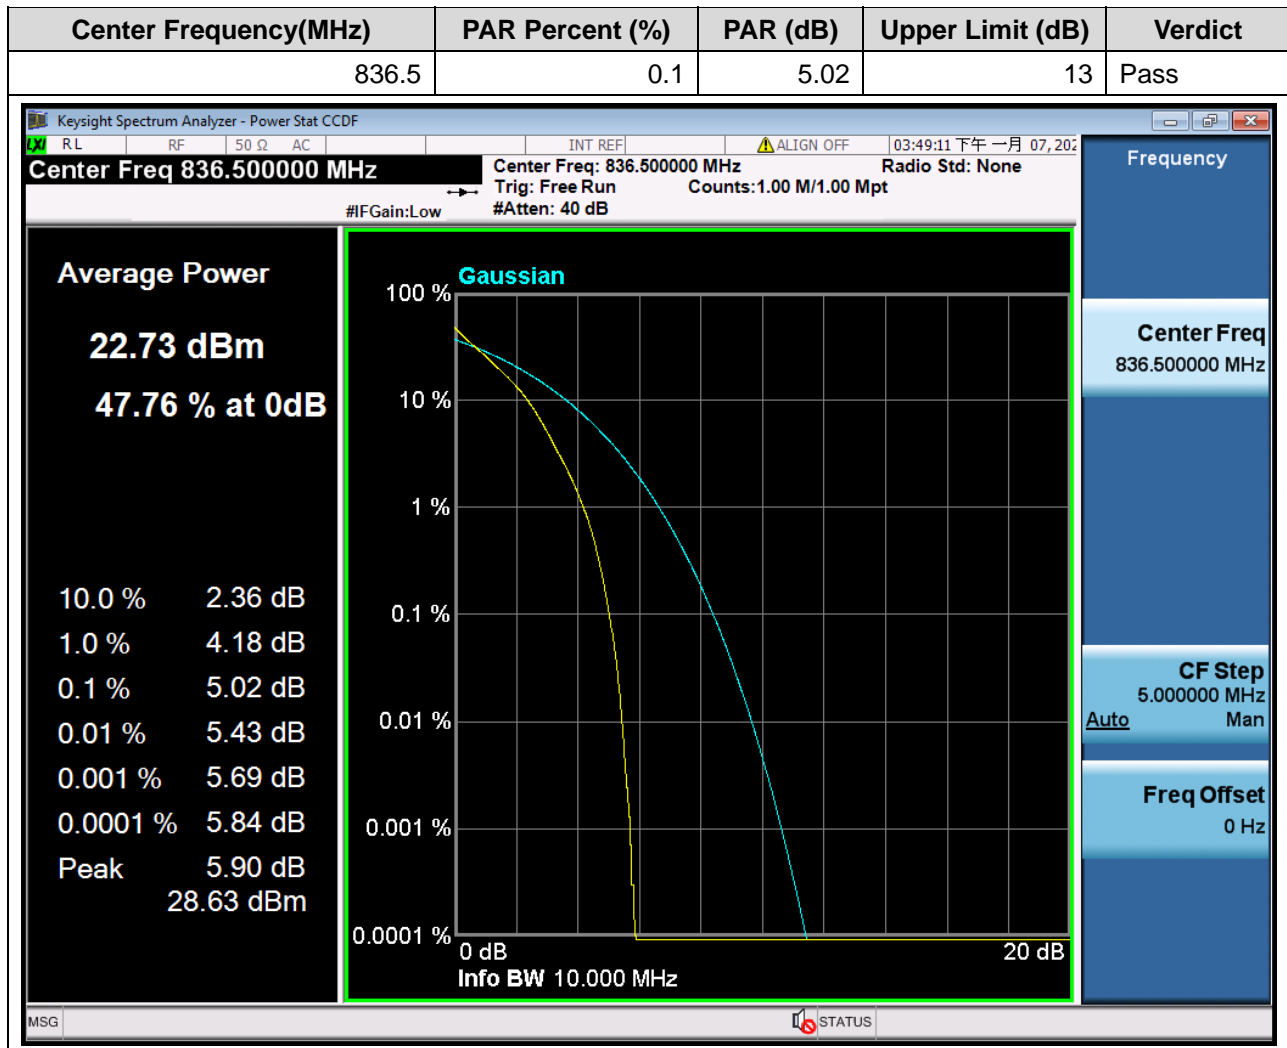 Center Frequency(MHz) PAR Percent (%) PAR (dB) Upper Limit (dB) Verdict
836.5 0.1 5.02 13 Pass
Keysight Spectrum Analyzer - Power Stat CCDF
LXI RL RF 50 Ω AC INT REF ALIGN OFF 03:49:11 下午 一月 07, 202
Center Freq 836.500000 MHz
Center Freq: 836.500000 MHz Radio Std: None
Trig: Free Run Counts:1.00 M/1.00 Mpt
#IFGain:Low #Atten: 40 dB
Average Power
22.73 dBm
47.76 % at 0dB
10.0 % 2.36 dB
1.0 % 4.18 dB
0.1 % 5.02 dB
0.01 % 5.43 dB
0.001 % 5.69 dB
0.0001 % 5.84 dB
Peak 5.90 dB
28.63 dBm
Gaussian
100 %
10 %
1 %
0.1 %
0.01 %
0.001 %
0.0001 %
0 dB 20 dB
Info BW 10.000 MHz
Frequency
Center Freq
836.500000 MHz
CF Step
5.000000 MHz
Auto Man
Freq Offset
0 Hz
MSG STATUS